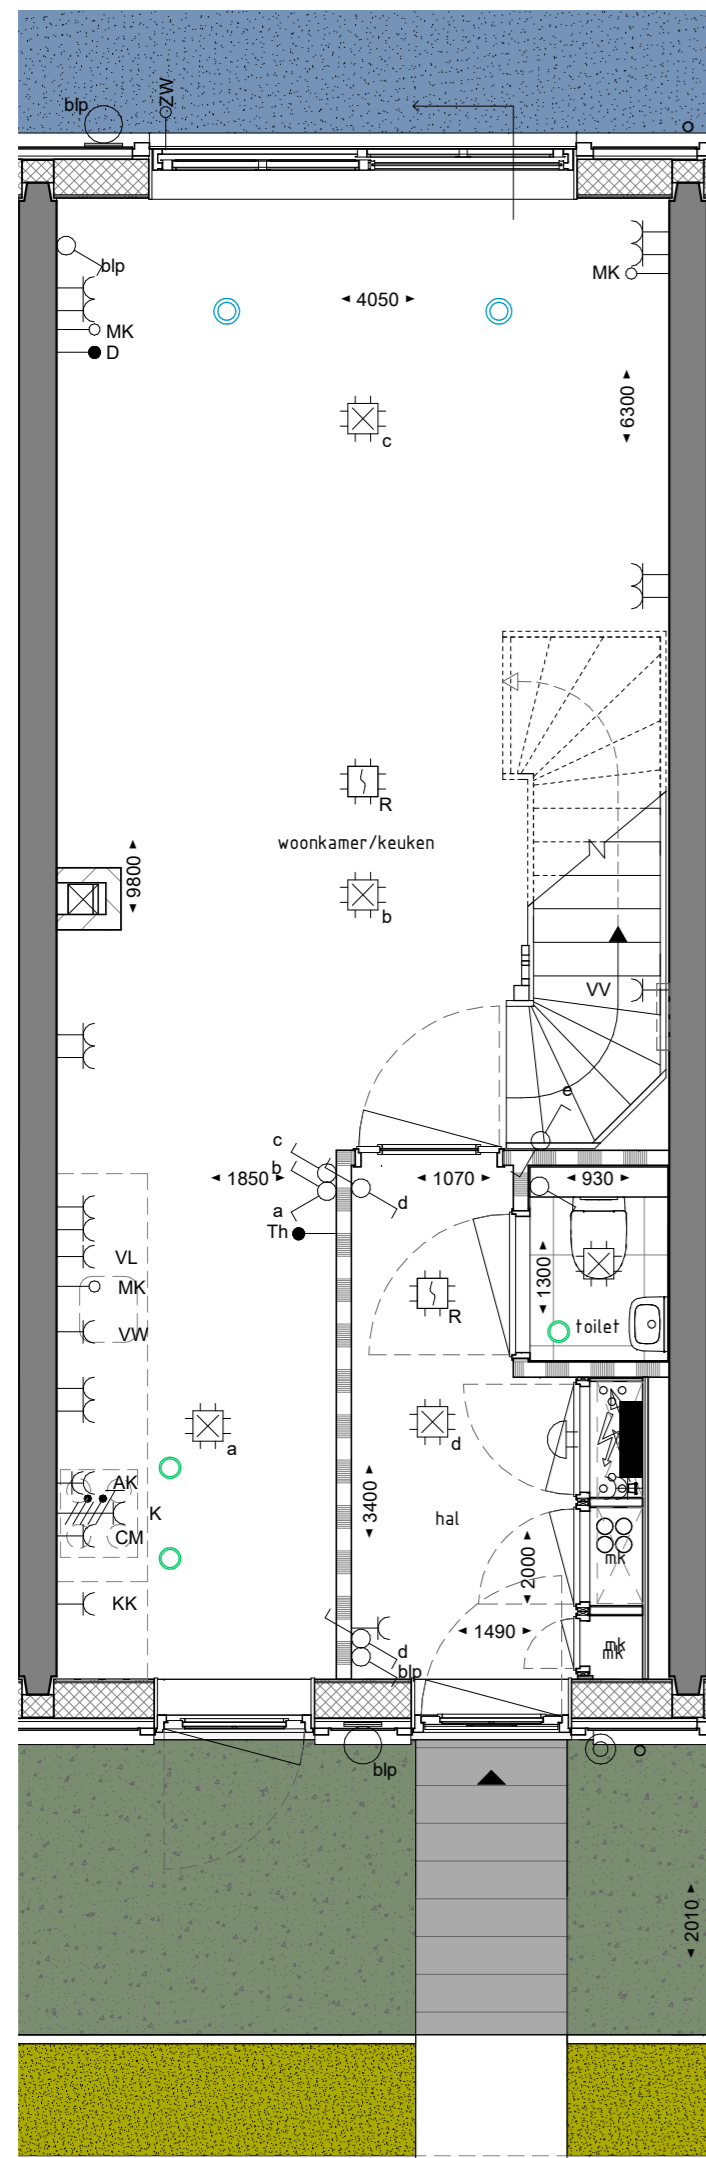 blp
ZW
blp
MK
D
4050
MK
6300
c
R
woonkamer/keuken
9800
b
VV
e
c
b
a
Th
1850
1070
930
d
1300
toilet
VL
MK
VW
R
a
d
AK
K
CM
KK
3400
hal
2000
mk
1490
mk
mk
d
blp
blp
2010